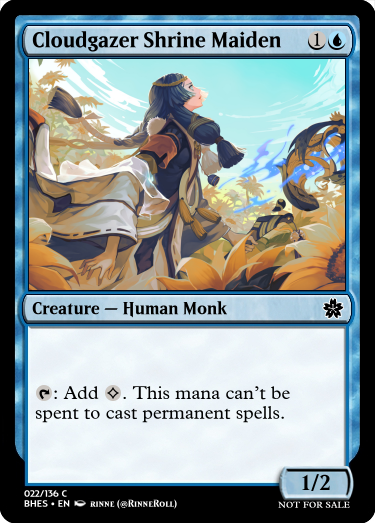 Cloudgazer Shrine Maiden 1
Creature — Human Monk
: Add . This mana can't be
spent to cast permanent spells.
1/2
022/136 C
BHES • EN RINNE (@RINNEROLL)
NOT FOR SALE